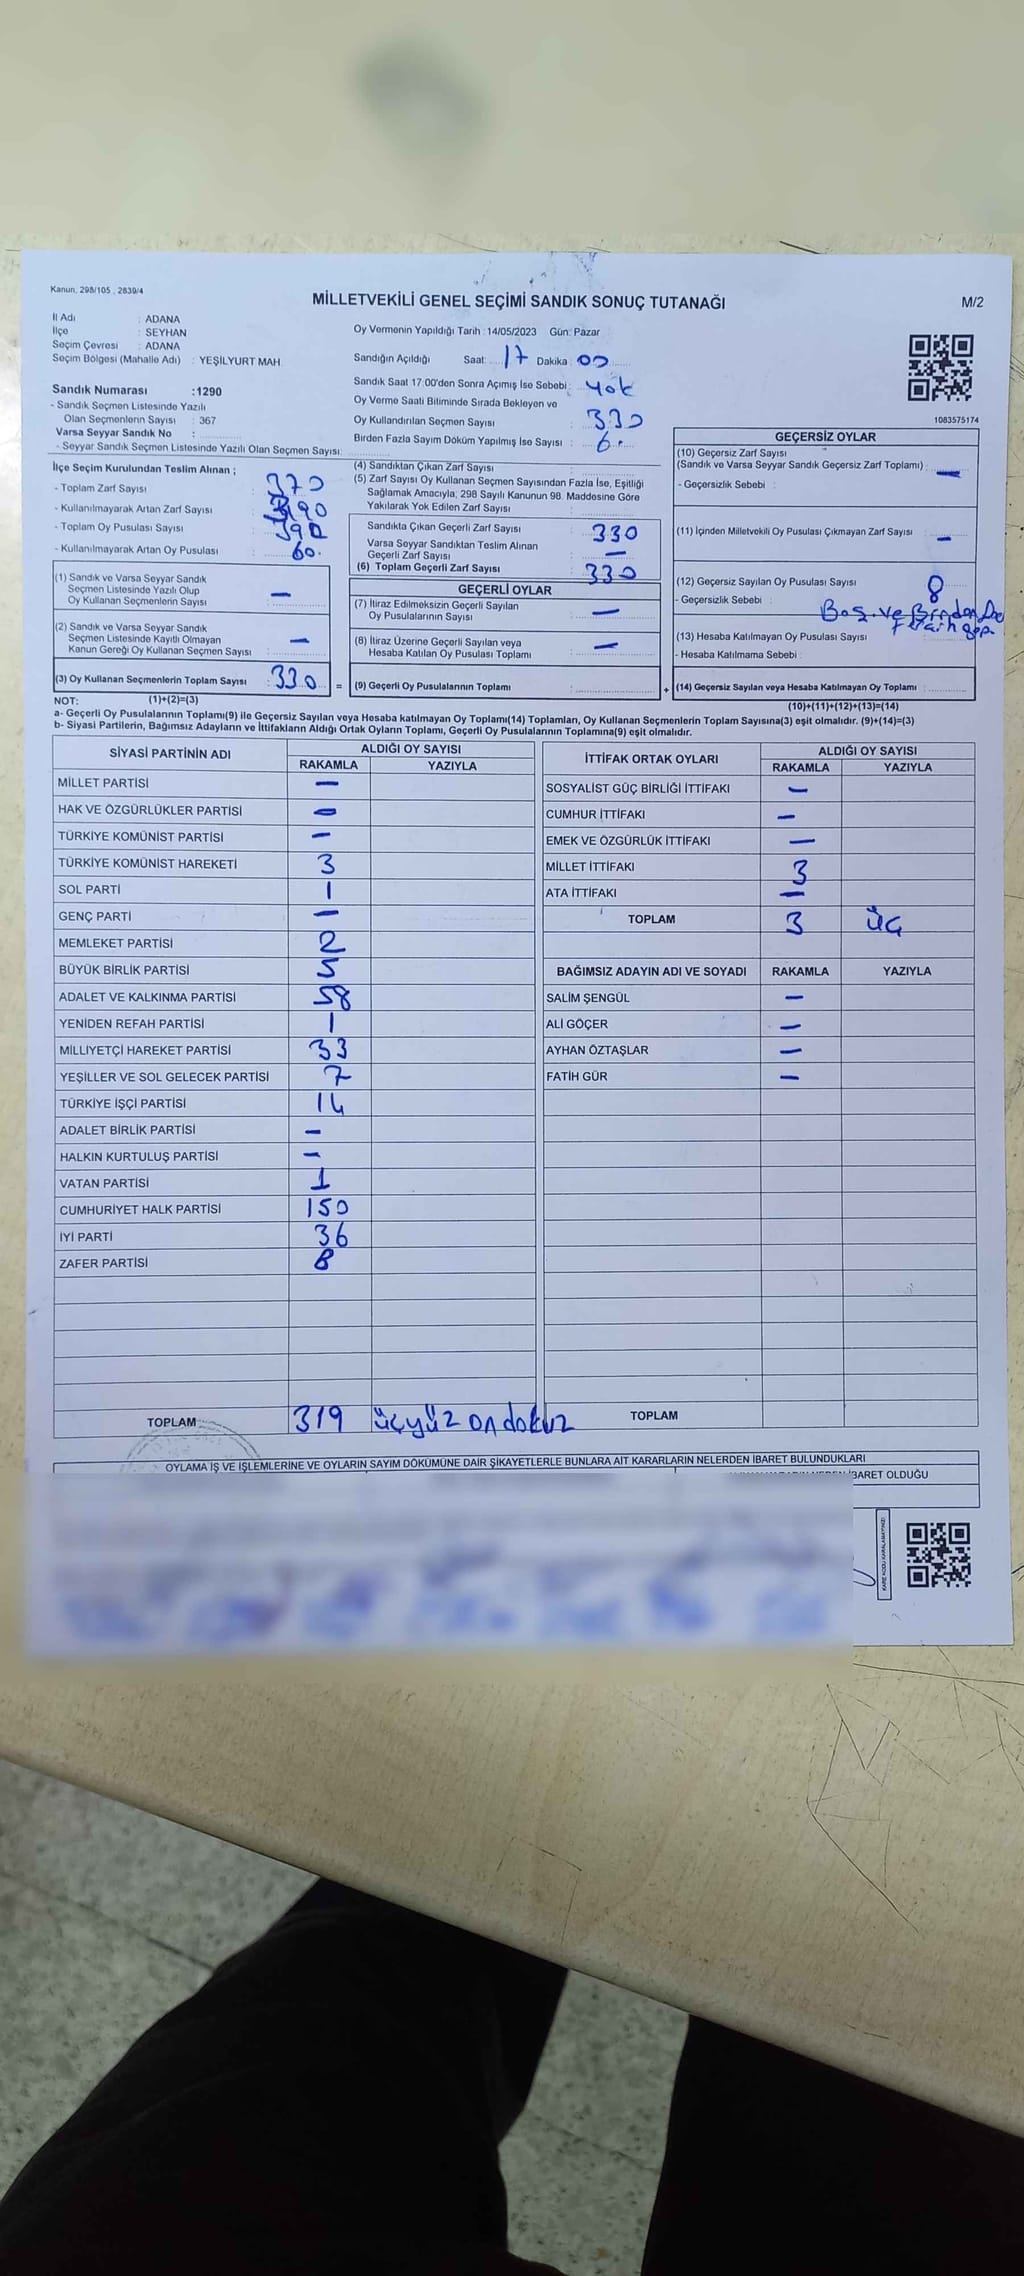 Kanun, 298/105 , 2839/4
MİLLETVEKİLİ GENEL SEÇİMİ SANDIK SONUÇ TUTANAĞI
M/2
İl Adı : ADANA
İlçe : SEYHAN
Seçim Çevresi : ADANA
Seçim Bölgesi (Mahalle Adı) : YEŞİLYURT MAH.
Sandık Numarası :1290
- Sandık Seçmen Listesinde Yazılı
Olan Seçmenlerin Sayısı : 367
Varsa Seyyar Sandık No :
- Seyyar Sandık Seçmen Listesinde Yazılı Olan Seçmen Sayısı:
Oy Vermenin Yapıldığı Tarih : 14/05/2023 Gün: Pazar
Sandığın Açıldığı Saat: 17 Dakika : 00
Sandık Saat 17:00'den Sonra Açımış İse Sebebi : yok
Oy Verme Saati Bitiminde Sırada Bekleyen ve
Oy Kullandırılan Seçmen Sayısı : 330
Birden Fazla Sayım Döküm Yapılmış İse Sayısı : 6.
1083575174
İlçe Seçim Kurulundan Teslim Alınan ;
- Toplam Zarf Sayısı : 370
- Kullanılmayarak Artan Zarf Sayısı :
- Toplam Oy Pusulası Sayısı : 390
- Kullanılmayarak Artan Oy Pusulası : 60.
(1) Sandık ve Varsa Seyyar Sandık
Seçmen Listesinde Yazılı Olup
Oy Kullanan Seçmenlerin Sayısı : —
(2) Sandık ve Varsa Seyyar Sandık
Seçmen Listesinde Kayıtlı Olmayan
Kanun Gereği Oy Kullanan Seçmen Sayısı : —
(3) Oy Kullanan Seçmenlerin Toplam Sayısı : 330 =
(1)+(2)=(3)
(4) Sandıktan Çıkan Zarf Sayısı :
(5) Zarf Sayısı Oy Kullanan Seçmen Sayısından Fazla İse, Eşitliği
Sağlamak Amacıyla; 298 Sayılı Kanunun 98. Maddesine Göre
Yakılarak Yok Edilen Zarf Sayısı :
Sandıkta Çıkan Geçerli Zarf Sayısı : 330
Varsa Seyyar Sandıktan Teslim Alınan
Geçerli Zarf Sayısı : —
(6) Toplam Geçerli Zarf Sayısı : 330
GEÇERLİ OYLAR
(7) İtiraz Edilmeksizin Geçerli Sayılan
Oy Pusulalarının Sayısı : —
(8) İtiraz Üzerine Geçerli Sayılan veya
Hesaba Katılan Oy Pusulası Toplamı : —
(9) Geçerli Oy Pusulalarının Toplamı : +
GEÇERSİZ OYLAR
(10) Geçersiz Zarf Sayısı
(Sandık ve Varsa Seyyar Sandık Geçersiz Zarf Toplamı) : —
- Geçersizlik Sebebi :
(11) İçinden Milletvekili Oy Pusulası Çıkmayan Zarf Sayısı : —
(12) Geçersiz Sayılan Oy Pusulası Sayısı : 8
- Geçersizlik Sebebi : Boş ve Birden
(13) Hesaba Katılmayan Oy Pusulası Sayısı :
- Hesaba Katılmama Sebebi :
(14) Geçersiz Sayılan veya Hesaba Katılmayan Oy Toplamı :
(10)+(11)+(12)+(13)=(14)
NOT:
a- Geçerli Oy Pusulalarının Toplamı(9) ile Geçersiz Sayılan veya Hesaba katılmayan Oy Toplamı(14) Toplamları, Oy Kullanan Seçmenlerin Toplam Sayısına(3) eşit olmalıdır. (9)+(14)=(3)
b- Siyasi Partilerin, Bağımsız Adayların ve İttifakların Aldığı Ortak Oyların Toplamı, Geçerli Oy Pusulalarının Toplamına(9) eşit olmalıdır.
SİYASİ PARTİNİN ADI ALDIĞI OY SAYISI
RAKAMLA YAZIYLA
MİLLET PARTİSİ —
HAK VE ÖZGÜRLÜKLER PARTİSİ —
TÜRKİYE KOMÜNİST PARTİSİ —
TÜRKİYE KOMÜNİST HAREKETİ 3
SOL PARTİ 1
GENÇ PARTİ —
MEMLEKET PARTİSİ 2
BÜYÜK BİRLİK PARTİSİ 5
ADALET VE KALKINMA PARTİSİ 58
YENİDEN REFAH PARTİSİ 1
MİLLİYETÇİ HAREKET PARTİSİ 33
YEŞİLLER VE SOL GELECEK PARTİSİ 7
TÜRKİYE İŞÇİ PARTİSİ 14
ADALET BİRLİK PARTİSİ —
HALKIN KURTULUŞ PARTİSİ —
VATAN PARTİSİ 1
CUMHURİYET HALK PARTİSİ 150
İYİ PARTİ 36
ZAFER PARTİSİ 8
TOPLAM 319 üçyüz on dokuz
İTTİFAK ORTAK OYLARI ALDIĞI OY SAYISI
RAKAMLA YAZIYLA
SOSYALİST GÜÇ BİRLİĞİ İTTİFAKI —
CUMHUR İTTİFAKI —
EMEK VE ÖZGÜRLÜK İTTİFAKI —
MİLLET İTTİFAKI 3
ATA İTTİFAKI —
TOPLAM 3 üç
BAĞIMSIZ ADAYIN ADI VE SOYADI RAKAMLA YAZIYLA
SALİM ŞENGÜL —
ALİ GÖÇER —
AYHAN ÖZTAŞLAR —
FATİH GÜR —
TOPLAM
OYLAMA İŞ VE İŞLEMLERİNE VE OYLARIN SAYIM DÖKÜMÜNE DAİR ŞİKAYETLERLE BUNLARA AİT KARARLARIN NELERDEN İBARET BULUNDUKLARI
İBARET OLDUĞU